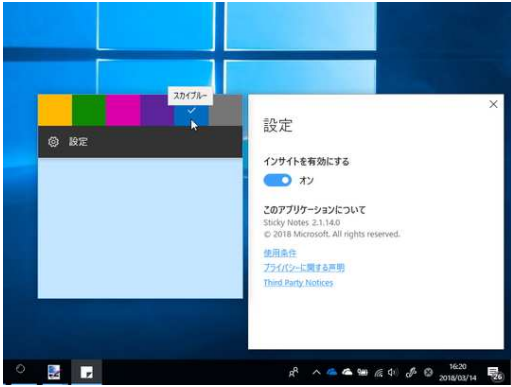 スカイブルー
設定
設定
インサイトを有効にする
オン
このアプリケーションについて
Sticky Notes 2.1.14.0
© 2018 Microsoft. All rights reserved.
使用条件
プライバシーに関する声明
Third Party Notices
16:20
2018/03/14
26